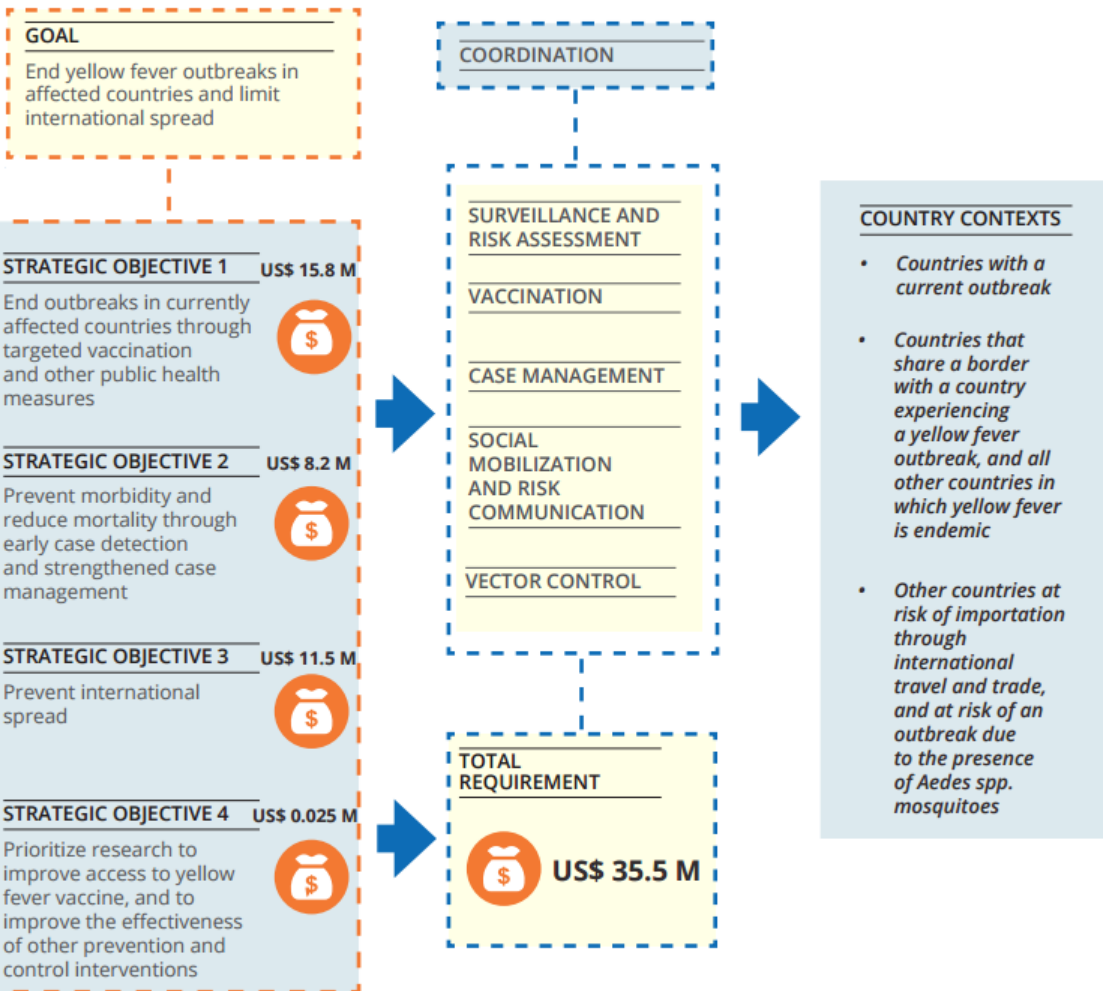 GOAL
End yellow fever outbreaks in
affected countries and limit
international spread
STRATEGIC OBJECTIVE 1
US$ 15.8 M
End outbreaks in currently
affected countries through
targeted vaccination
and other public health
measures
$
STRATEGIC OBJECTIVE 2
US$ 8.2 M
Prevent morbidity and
reduce mortality through
early case detection
and strengthened case
management
$
STRATEGIC OBJECTIVE 3
US$ 11.5 M
Prevent international
spread
$
STRATEGIC OBJECTIVE 4
US$ 0.025 M
Prioritize research to
improve access to yellow
fever vaccine, and to
improve the effectiveness
of other prevention and
control interventions
$
COORDINATION
SURVEILLANCE AND
RISK ASSESSMENT
VACCINATION
CASE MANAGEMENT
SOCIAL
MOBILIZATION
AND RISK
COMMUNICATION
VECTOR CONTROL
TOTAL
REQUIREMENT
$
US$ 35.5 M
COUNTRY CONTEXTS
• Countries with a
current outbreak
• Countries that
share a border
with a country
experiencing
a yellow fever
outbreak, and all
other countries in
which yellow fever
is endemic
• Other countries at
risk of importation
through
international
travel and trade,
and at risk of an
outbreak due
to the presence
of Aedes spp.
mosquitoes